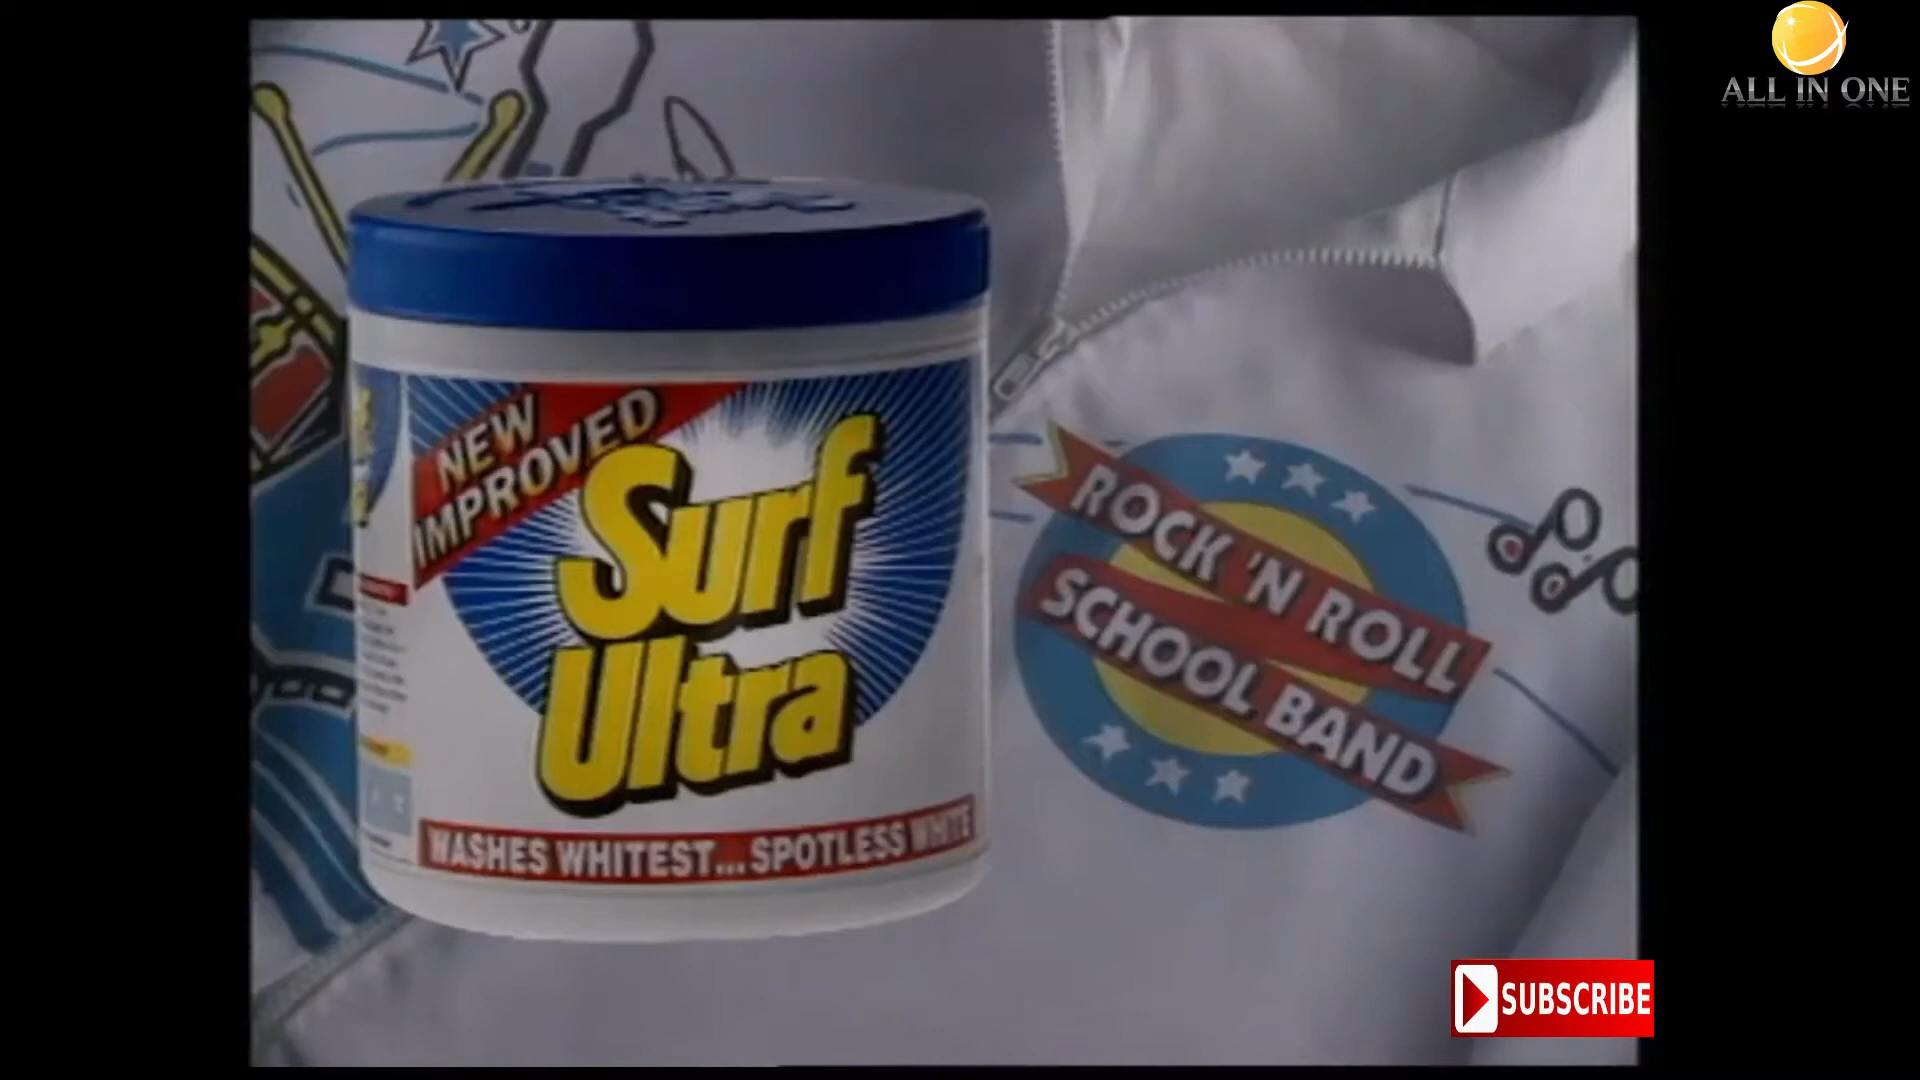 ALL IN ONE
NEW
IMPROVED
Surf
Ultra
WASHES WHITEST...SPOTLESS WHITE
ROCK 'N ROLL
SCHOOL BAND
SUBSCRIBE